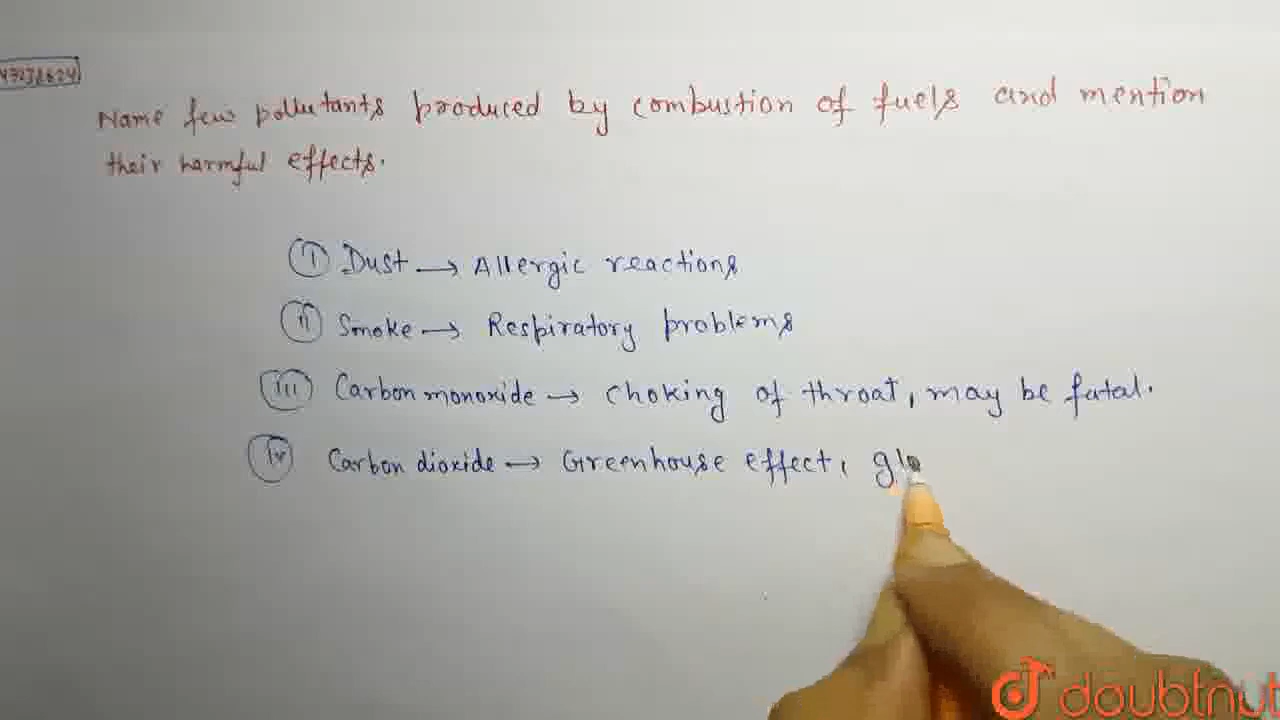 Name few pollutants produced by combustion of fuels and mention
their harmful effects.
(i) Dust → Allergic reactions
(ii) Smoke → Respiratory problems
(iii) Carbon monoxide → choking of throat, may be fatal.
(iv) Carbon dioxide → Greenhouse effect, glo
doubtnut